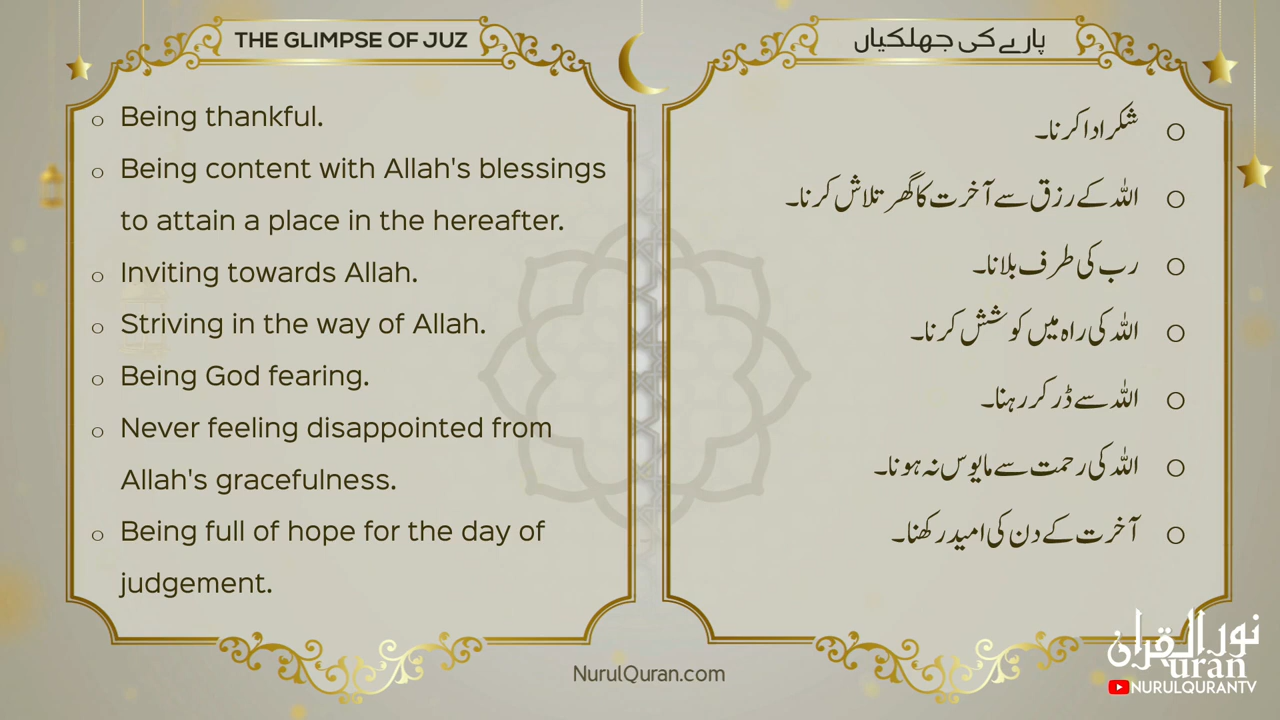 THE GLIMPSE OF JUZ
○ Being thankful.
○ Being content with Allah's blessings
to attain a place in the hereafter.
○ Inviting towards Allah.
○ Striving in the way of Allah.
○ Being God fearing.
○ Never feeling disappointed from
Allah's gracefulness.
○ Being full of hope for the day of
judgement.
پارے کی جھلکیاں
○ شکر ادا کرنا۔
○ اللہ کے رزق سے آخرت کا گھر تلاش کرنا۔
○ رب کی طرف بلانا۔
○ اللہ کی راہ میں کوشش کرنا۔
○ اللہ سے ڈر کر رہنا۔
○ اللہ کی رحمت سے مایوس نہ ہونا۔
○ آخرت کے دن کی امید رکھنا۔
NurulQuran.com
نور القرآن
uran
NURULQURANTV